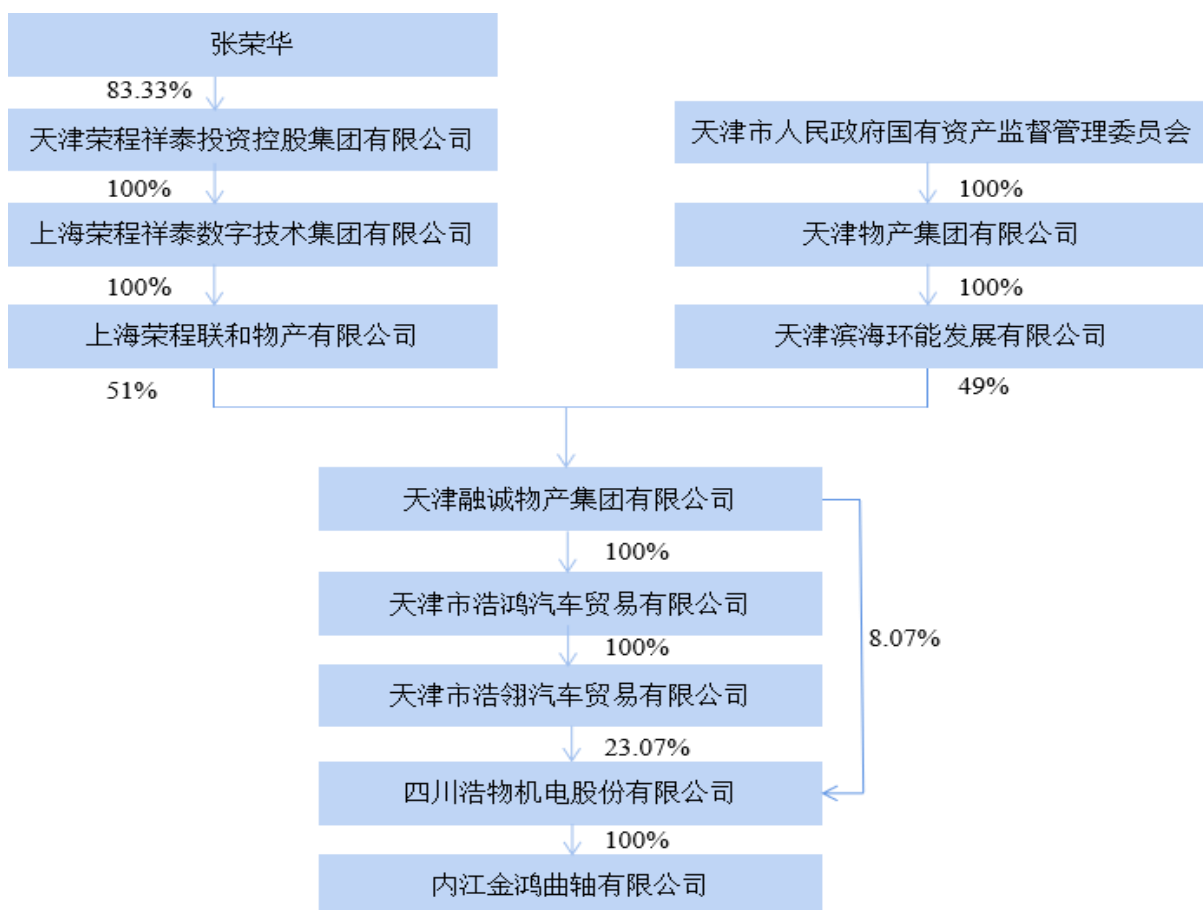 张荣华
83.33%
天津荣程祥泰投资控股集团有限公司
天津市人民政府国有资产监督管理委员会
100%
100%
上海荣程祥泰数字技术集团有限公司
天津物产集团有限公司
100%
100%
上海荣程联和物产有限公司
天津滨海环能发展有限公司
51%
49%
天津融诚物产集团有限公司
100%
天津市浩鸿汽车贸易有限公司
8.07%
100%
天津市浩翎汽车贸易有限公司
23.07%
四川浩物机电股份有限公司
100%
内江金鸿曲轴有限公司